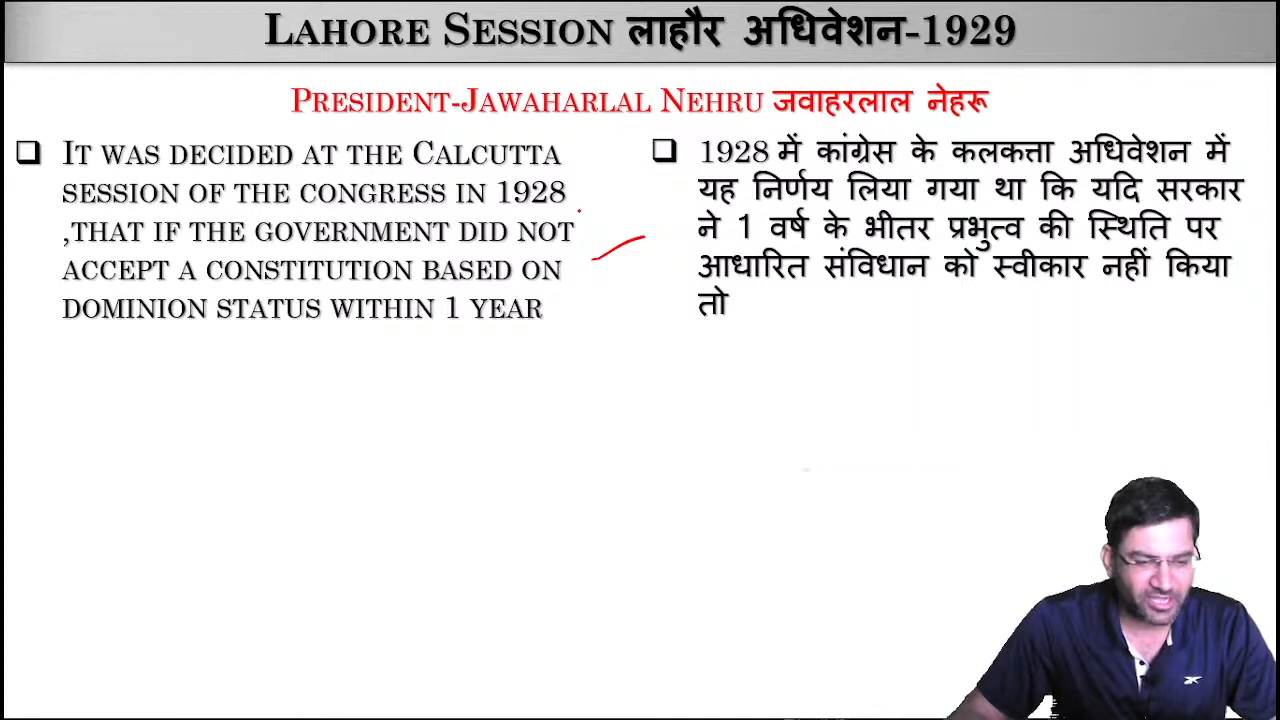 LAHORE SESSION लाहौर अधिवेशन-1929
PRESIDENT-JAWAHARLAL NEHRU जवाहरलाल नेहरू
IT WAS DECIDED AT THE CALCUTTA
SESSION OF THE CONGRESS IN 1928
,THAT IF THE GOVERNMENT DID NOT
ACCEPT A CONSTITUTION BASED ON
DOMINION STATUS WITHIN 1 YEAR
1928 में कांग्रेस के कलकत्ता अधिवेशन में
यह निर्णय लिया गया था कि यदि सरकार
ने 1 वर्ष के भीतर प्रभुत्व की स्थिति पर
आधारित संविधान को स्वीकार नहीं किया
तो